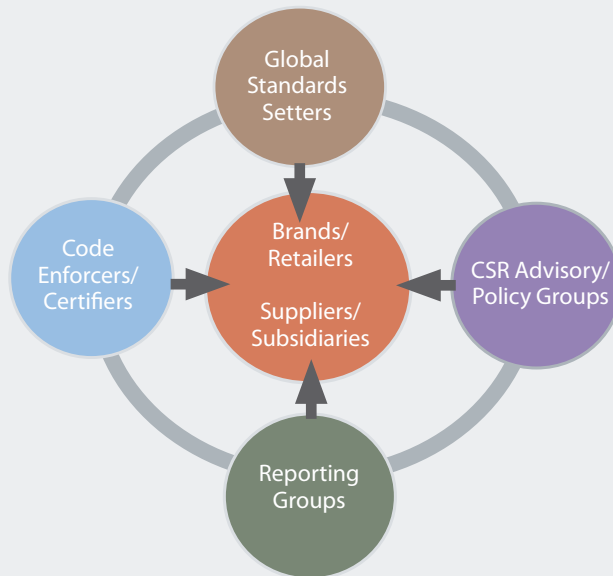 Global
Standards
Setters
Code
Enforcers/
Certifiers
Brands/
Retailers
Suppliers/
Subsidiaries
CSR Advisory/
Policy Groups
Reporting
Groups